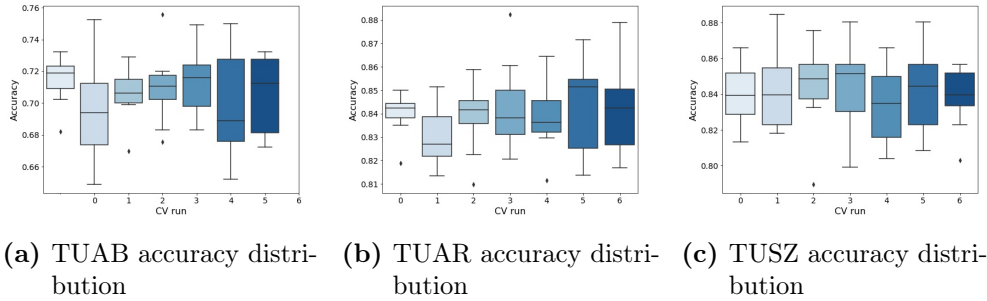 0.76
0.74
0.72
0.70
0.68
0.66
Accuracy
0 1 2 3 4 5 6
CV run
0.88
0.87
0.86
0.85
0.84
0.83
0.82
0.81
Accuracy
0 1 2 3 4 5 6
CV run
0.88
0.86
0.84
0.82
0.80
Accuracy
0 1 2 3 4 5 6
CV run
(a) TUAB accuracy distri-
bution
(b) TUAR accuracy distri-
bution
(c) TUSZ accuracy distri-
bution